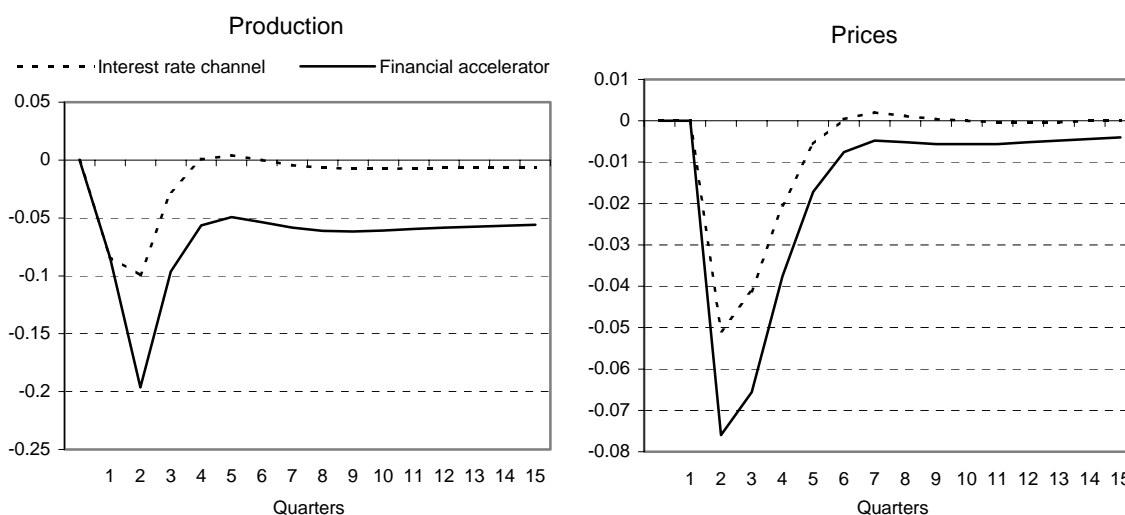 Production
Interest rate channel
Financial accelerator
0.05
0
-0.05
-0.1
-0.15
-0.2
-0.25
1 2 3 4 5 6 7 8 9 10 11 12 13 14 15
Quarters
Prices
0.01
0
-0.01
-0.02
-0.03
-0.04
-0.05
-0.06
-0.07
-0.08
1 2 3 4 5 6 7 8 9 10 11 12 13 14 15
Quarters